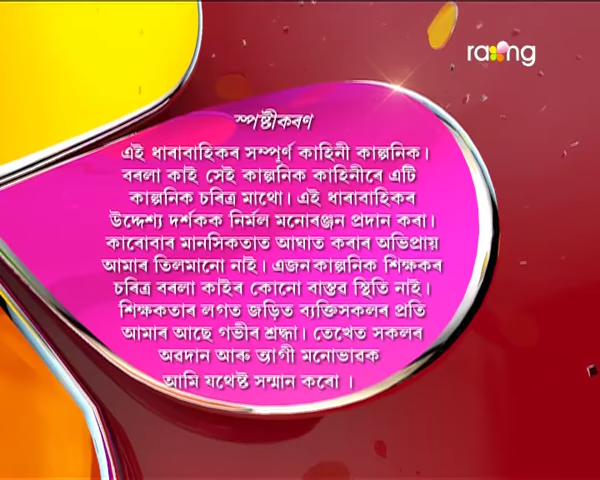 rang
স্পষ্টীকৰণ
এই ধাৰাবাহিকৰ সম্পূৰ্ণ কাহিনী কাল্পনিক।
বৰলা কাই সেই কাল্পনিক কাহিনীৰে এটি
কাল্পনিক চৰিত্ৰ মাথো। এই ধাৰাবাহিকৰ
উদ্দেশ্য দৰ্শকক নিৰ্মল মনোৰঞ্জন প্ৰদান কৰা।
কাৰোবাৰ মানসিকতাত আঘাত কৰাৰ অভিপ্ৰায়
আমাৰ তিলমানো নাই। এজন কাল্পনিক শিক্ষকৰ
চৰিত্ৰ বৰলা কাইৰ কোনো বাস্তৱ স্থিতি নাই।
শিক্ষকতাৰ লগত জড়িত ব্যক্তিসকলৰ প্ৰতি
আমাৰ আছে গভীৰ শ্ৰদ্ধা। তেখেত সকলৰ
অৱদান আৰু ত্যাগী মনোভাৱক
আমি যথেষ্ট সন্মান কৰো ।